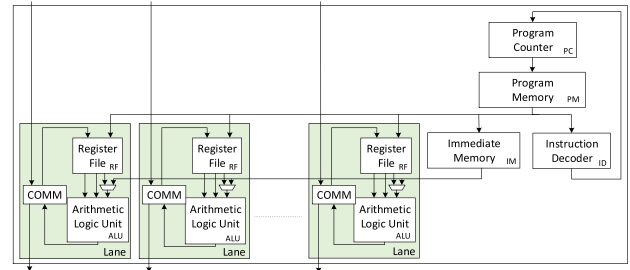 Program
Counter PC
Program
Memory PM
Register
File RF
Register
File RF
Register
File RF
Immediate
Memory IM
Instruction
Decoder ID
COMM
COMM
COMM
Arithmetic
Logic Unit
ALU
Lane
Arithmetic
Logic Unit
ALU
Lane
Arithmetic
Logic Unit
ALU
Lane